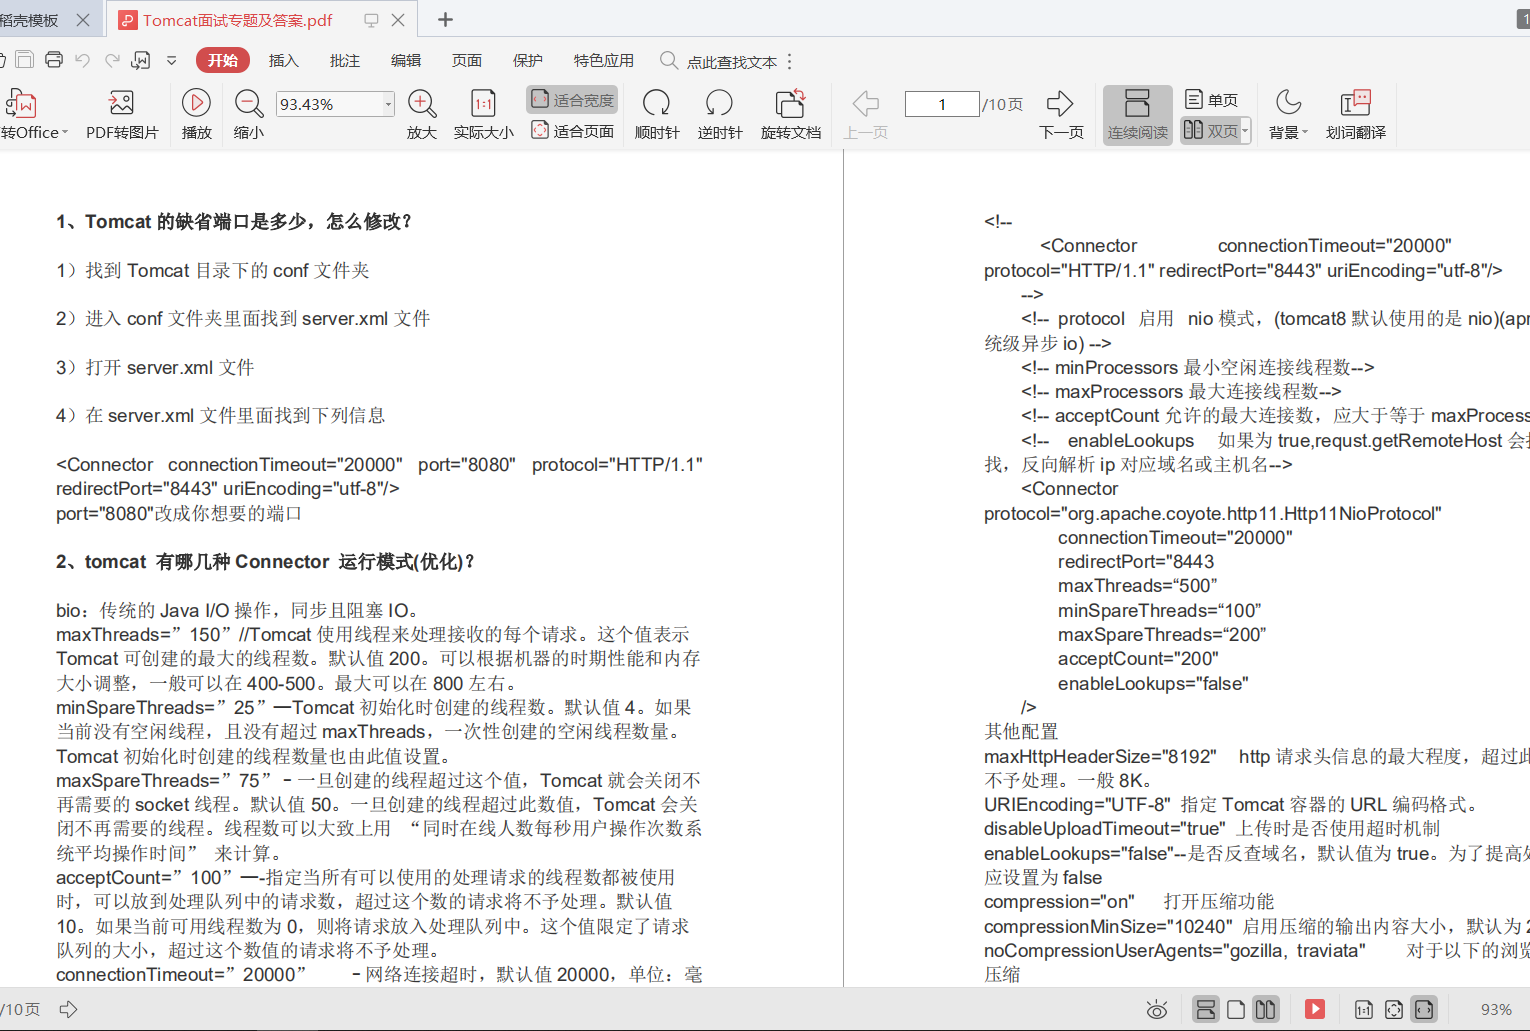 稻壳模板
Tomcat面试专题及答案.pdf
开始 插入 批注 编辑 页面 保护 特色应用 点此查找文本
转Office PDF转图片 播放 缩小 93.43% 放大 实际大小 适合宽度 适合页面 顺时针 逆时针 旋转文档 上一页 1 /10页 下一页 连续阅读 单页 双页 背景 划词翻译
1、Tomcat 的缺省端口是多少，怎么修改？
1）找到 Tomcat 目录下的 conf 文件夹
2）进入 conf 文件夹里面找到 server.xml 文件
3）打开 server.xml 文件
4）在 server.xml 文件里面找到下列信息
<Connector connectionTimeout="20000" port="8080" protocol="HTTP/1.1"
redirectPort="8443" uriEncoding="utf-8"/>
port="8080"改成你想要的端口
2、tomcat 有哪几种 Connector 运行模式(优化)？
bio：传统的 Java I/O 操作，同步且阻塞 IO。
maxThreads=”150”//Tomcat 使用线程来处理接收的每个请求。这个值表示
Tomcat 可创建的最大的线程数。默认值 200。可以根据机器的时期性能和内存
大小调整，一般可以在 400-500。最大可以在 800 左右。
minSpareThreads=”25”—Tomcat 初始化时创建的线程数。默认值 4。如果
当前没有空闲线程，且没有超过 maxThreads，一次性创建的空闲线程数量。
Tomcat 初始化时创建的线程数量也由此值设置。
maxSpareThreads=”75”–一旦创建的线程超过这个值，Tomcat 就会关闭不
再需要的 socket 线程。默认值 50。一旦创建的线程超过此数值，Tomcat 会关
闭不再需要的线程。线程数可以大致上用 “同时在线人数每秒用户操作次数系
统平均操作时间” 来计算。
acceptCount=”100”—-指定当所有可以使用的处理请求的线程数都被使用
时，可以放到处理队列中的请求数，超过这个数的请求将不予处理。默认值
10。如果当前可用线程数为 0，则将请求放入处理队列中。这个值限定了请求
队列的大小，超过这个数值的请求将不予处理。
connectionTimeout=”20000” –网络连接超时，默认值 20000，单位：毫
<!--
<Connector connectionTimeout="20000"
protocol="HTTP/1.1" redirectPort="8443" uriEncoding="utf-8"/>
-->
<!-- protocol 启用 nio 模式，(tomcat8 默认使用的是 nio)(apr
统级异步 io) -->
<!-- minProcessors 最小空闲连接线程数-->
<!-- maxProcessors 最大连接线程数-->
<!-- acceptCount 允许的最大连接数，应大于等于 maxProcess
<!-- enableLookups 如果为 true,requst.getRemoteHost 会执
找，反向解析 ip 对应域名或主机名-->
<Connector
protocol="org.apache.coyote.http11.Http11NioProtocol"
connectionTimeout="20000"
redirectPort="8443
maxThreads=“500”
minSpareThreads=“100”
maxSpareThreads=“200”
acceptCount="200"
enableLookups="false"
/>
其他配置
maxHttpHeaderSize="8192" http 请求头信息的最大程度，超过此
不予处理。一般 8K。
URIEncoding="UTF-8" 指定 Tomcat 容器的 URL 编码格式。
disableUploadTimeout="true" 上传时是否使用超时机制
enableLookups="false"--是否反查域名，默认值为 true。为了提高处
应设置为 false
compression="on" 打开压缩功能
compressionMinSize="10240" 启用压缩的输出内容大小，默认为 2
noCompressionUserAgents="gozilla, traviata" 对于以下的浏览
压缩
/10页 93%